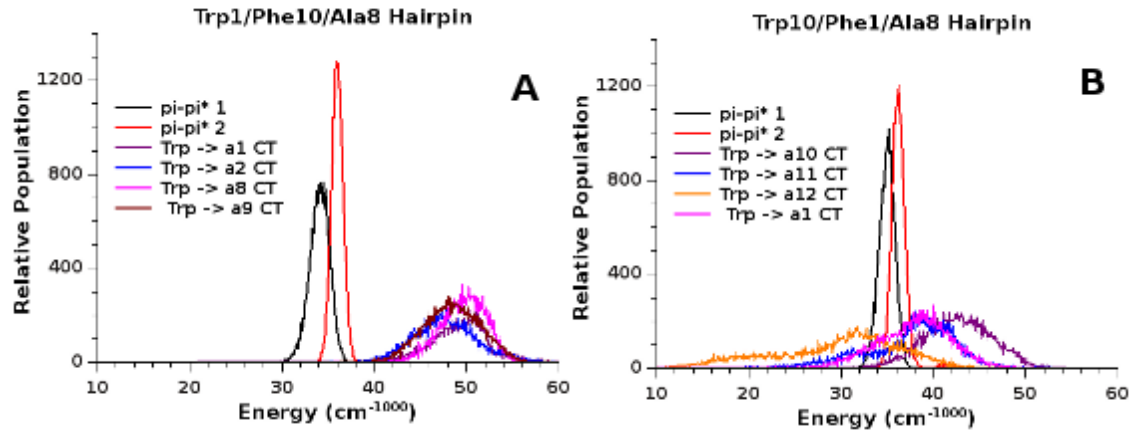 Trp1/Phe10/Ala8 Hairpin
A
Relative Population
1200
800
400
0
pi-pi* 1
pi-pi* 2
Trp -> a1 CT
Trp -> a2 CT
Trp -> a8 CT
Trp -> a9 CT
10 20 30 40 50 60
Energy (cm⁻¹⁰⁰⁰)
Trp10/Phe1/Ala8 Hairpin
B
Relative Population
1200
800
400
0
pi-pi* 1
pi-pi* 2
Trp -> a10 CT
Trp -> a11 CT
Trp -> a12 CT
Trp -> a1 CT
10 20 30 40 50 60
Energy (cm⁻¹⁰⁰⁰)